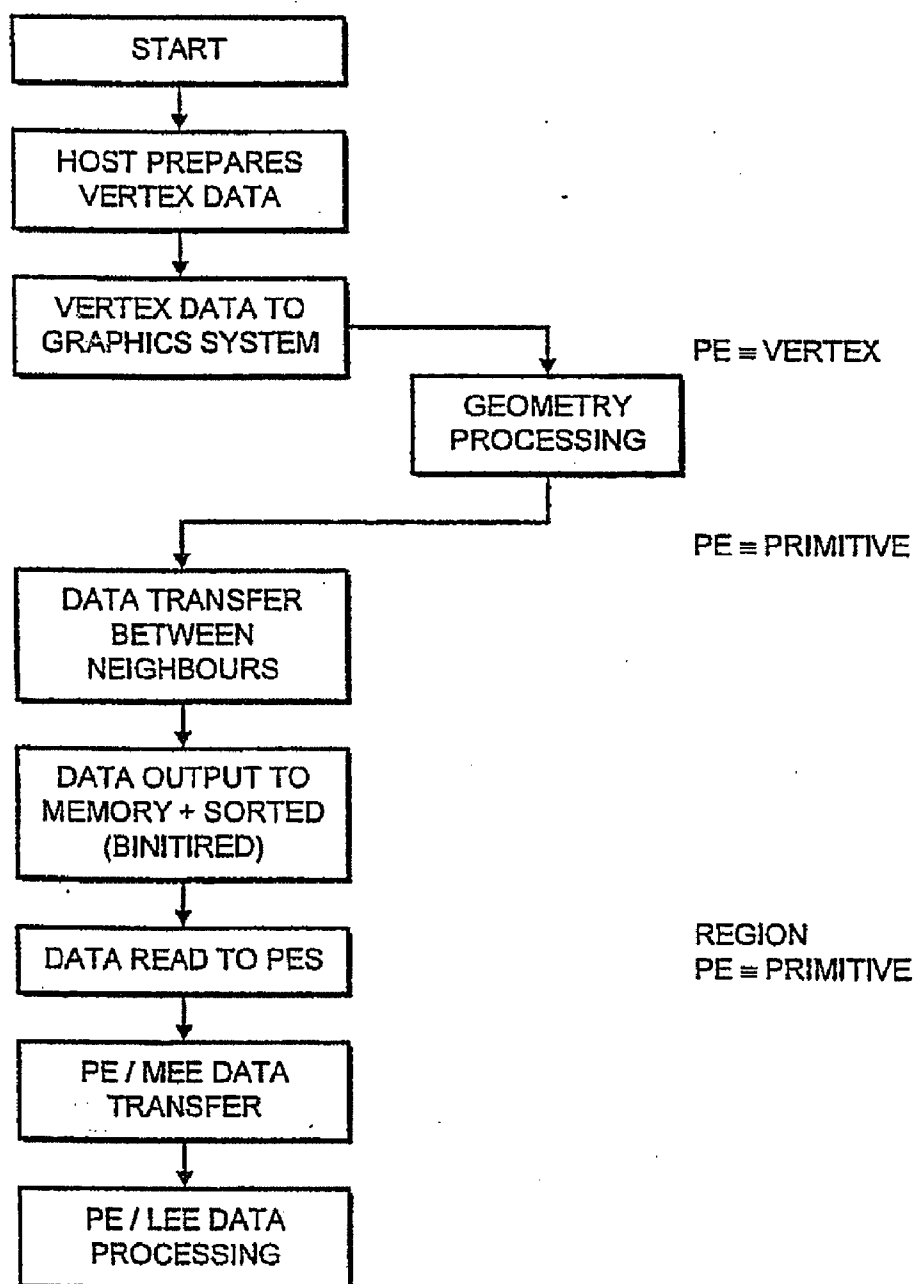 START
HOST PREPARES
VERTEX DATA
VERTEX DATA TO
GRAPHICS SYSTEM
PE ≡ VERTEX
GEOMETRY
PROCESSING
PE ≡ PRIMITIVE
DATA TRANSFER
BETWEEN
NEIGHBOURS
DATA OUTPUT TO
MEMORY + SORTED
(BINITIRED)
DATA READ TO PES
REGION
PE ≡ PRIMITIVE
PE / MEE DATA
TRANSFER
PE / LEE DATA
PROCESSING